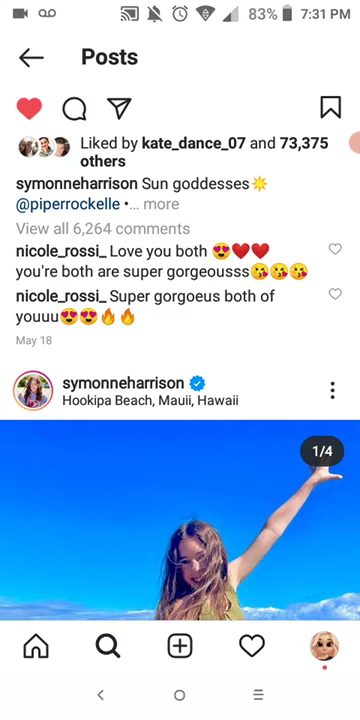 83% 7:31 PM
Posts
Liked by kate_dance_07 and 73,375
others
symonneharrison Sun goddesses☀️
@piperrockelle •... more
View all 6,264 comments
nicole_rossi_ Love you both 😍❤️❤️
you're both are super gorgeousss😘😘😘
nicole_rossi_ Super gorgoeus both of
youuu😍😍🔥🔥
May 18
symonneharrison
Hookipa Beach, Mauii, Hawaii
1/4